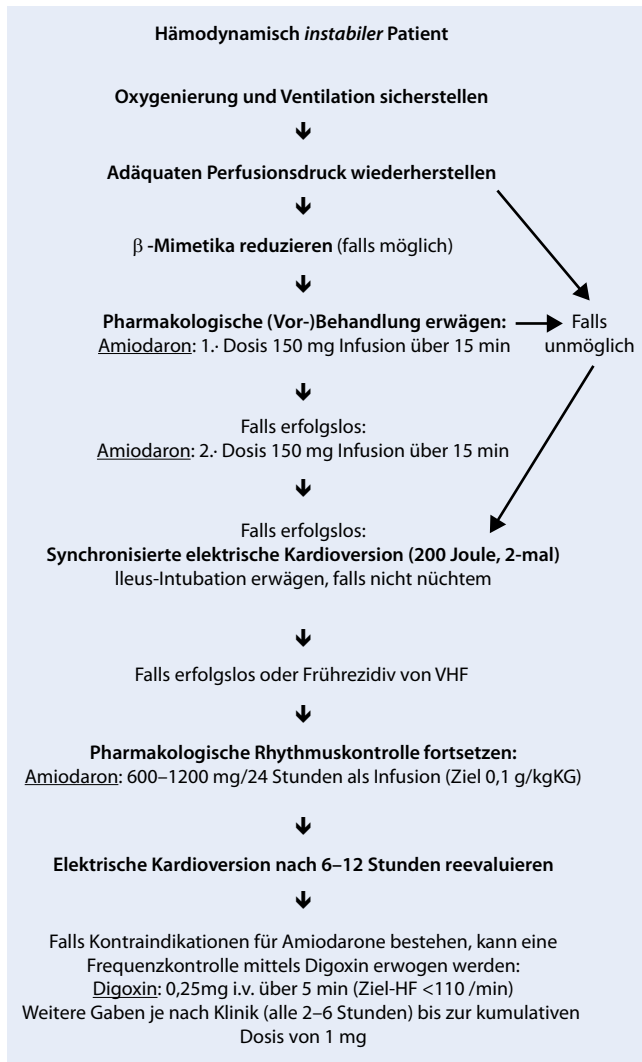 Hämodynamisch instabiler Patient
Oxygenierung und Ventilation sicherstellen
Adäquaten Perfusionsdruck wiederherstellen
β -Mimetika reduzieren (falls möglich)
Pharmakologische (Vor-)Behandlung erwägen:
Amiodaron: 1.· Dosis 150 mg Infusion über 15 min
Falls
unmöglich
Falls erfolgslos:
Amiodaron: 2.· Dosis 150 mg Infusion über 15 min
Falls erfolgslos:
Synchronisierte elektrische Kardioversion (200 Joule, 2-mal)
Ileus-Intubation erwägen, falls nicht nüchtem
Falls erfolgslos oder Frührezidiv von VHF
Pharmakologische Rhythmuskontrolle fortsetzen:
Amiodaron: 600–1200 mg/24 Stunden als Infusion (Ziel 0,1 g/kgKG)
Elektrische Kardioversion nach 6–12 Stunden reevaluieren
Falls Kontraindikationen für Amiodarone bestehen, kann eine
Frequenzkontrolle mittels Digoxin erwogen werden:
Digoxin: 0,25mg i.v. über 5 min (Ziel-HF <110 /min)
Weitere Gaben je nach Klinik (alle 2–6 Stunden) bis zur kumulativen
Dosis von 1 mg